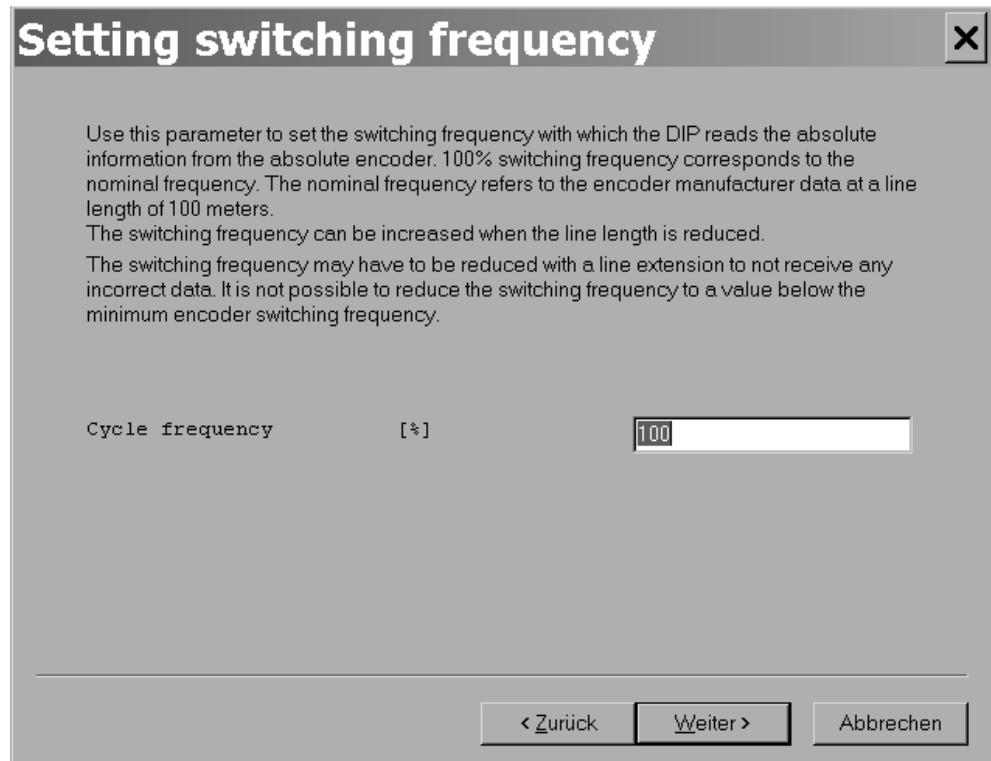 Setting switching frequency
Use this parameter to set the switching frequency with which the DIP reads the absolute
information from the absolute encoder. 100% switching frequency corresponds to the
nominal frequency. The nominal frequency refers to the encoder manufacturer data at a line
length of 100 meters.
The switching frequency can be increased when the line length is reduced.
The switching frequency may have to be reduced with a line extension to not receive any
incorrect data. It is not possible to reduce the switching frequency to a value below the
minimum encoder switching frequency.
Cycle frequency [%] 100
< Zurück Weiter > Abbrechen